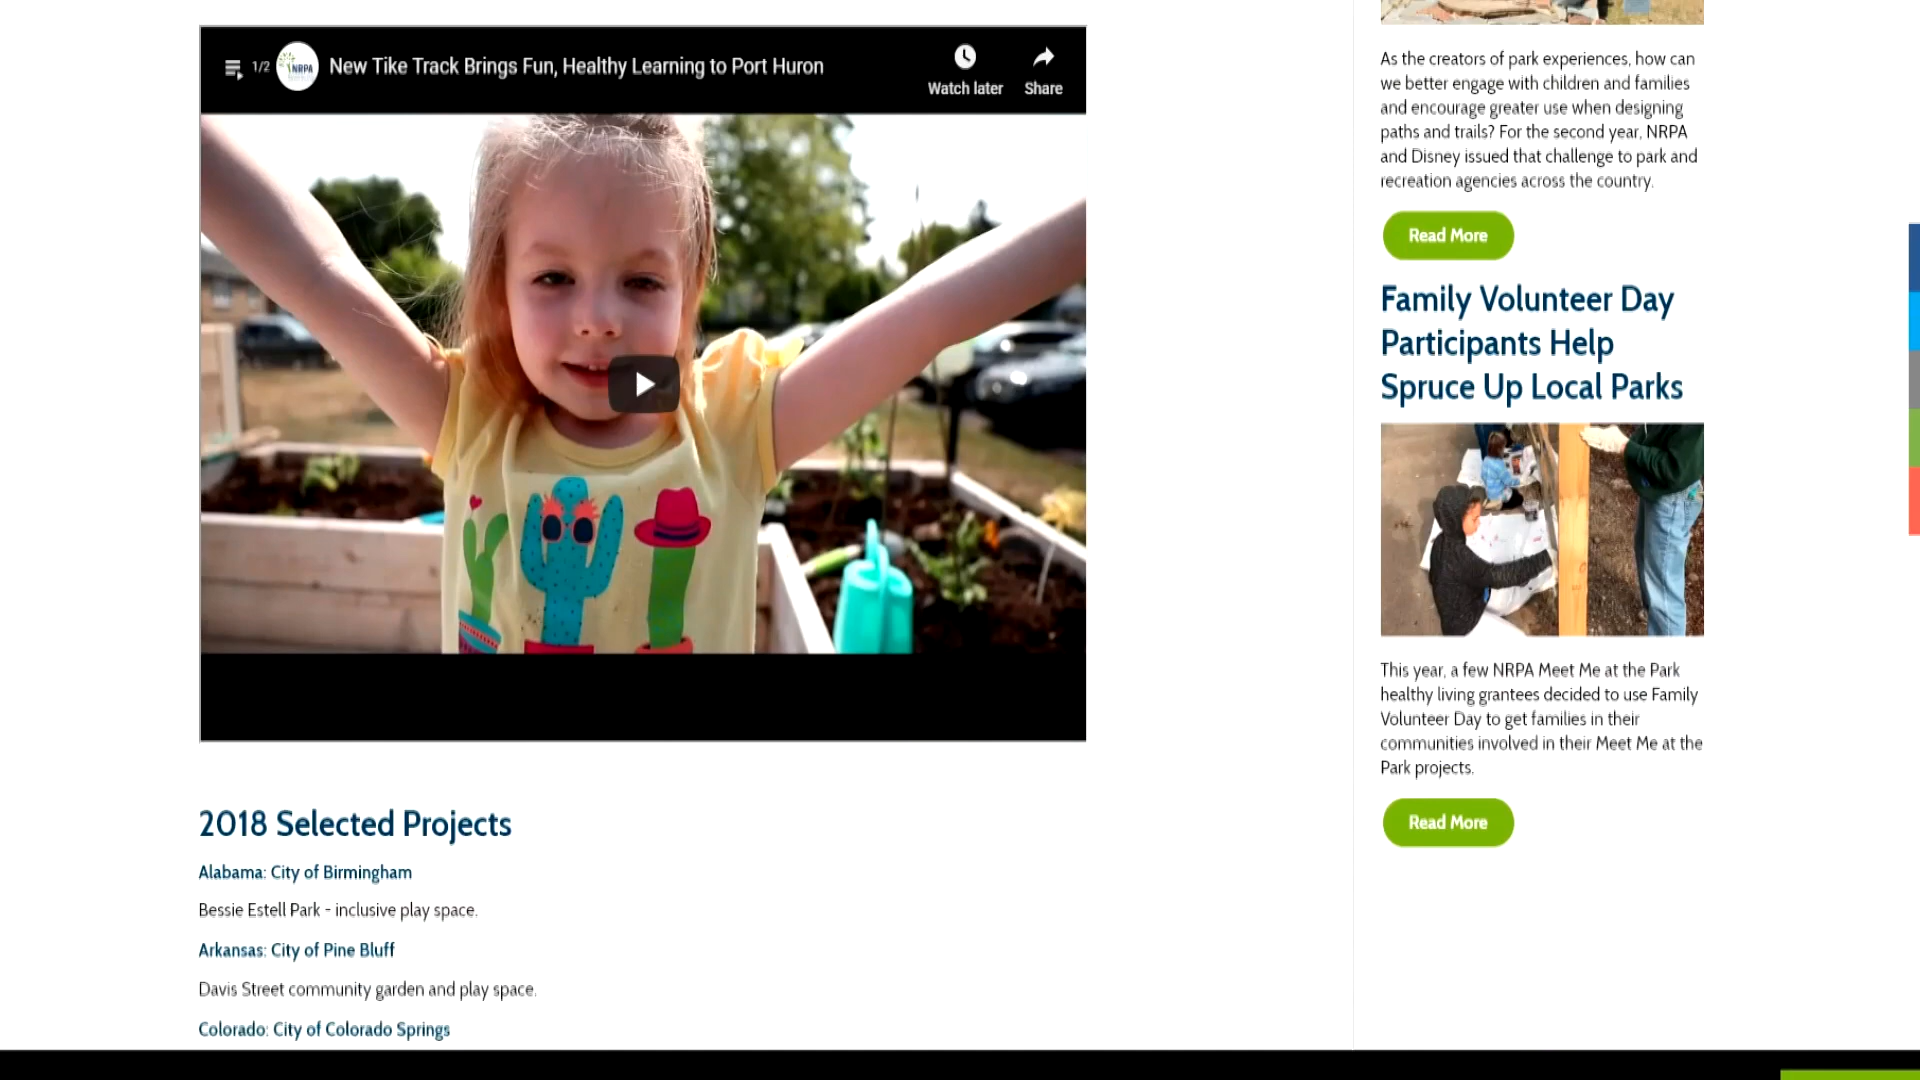 1/2
NRPA
New Tike Track Brings Fun, Healthy Learning to Port Huron
Watch later
Share
2018 Selected Projects
Alabama: City of Birmingham
Bessie Estell Park - inclusive play space.
Arkansas: City of Pine Bluff
Davis Street community garden and play space.
Colorado: City of Colorado Springs
As the creators of park experiences, how can
we better engage with children and families
and encourage greater use when designing
paths and trails? For the second year, NRPA
and Disney issued that challenge to park and
recreation agencies across the country.
Read More
Family Volunteer Day
Participants Help
Spruce Up Local Parks
This year, a few NRPA Meet Me at the Park
healthy living grantees decided to use Family
Volunteer Day to get families in their
communities involved in their Meet Me at the
Park projects.
Read More